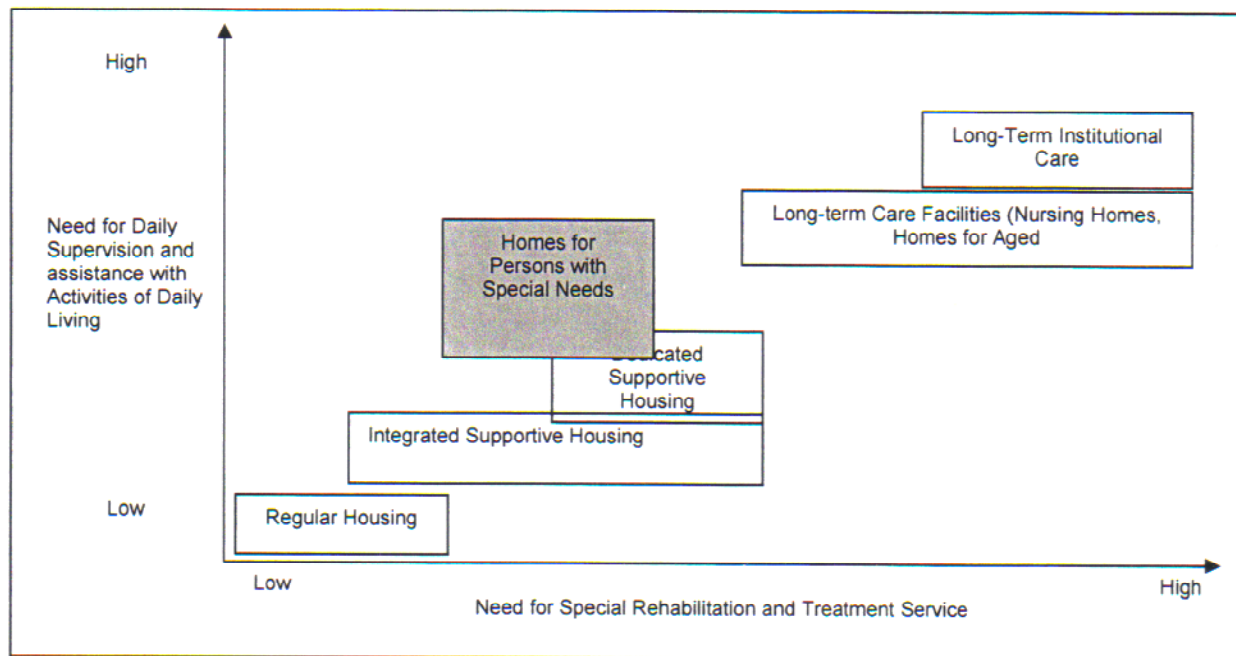 High
Long-Term Institutional
Care
Long-term Care Facilities (Nursing Homes,
Homes for Aged
Need for Daily
Supervision and
assistance with
Activities of Daily
Living
Homes for
Persons with
Special Needs
Dedicated
Supportive
Housing
Integrated Supportive Housing
Low
Regular Housing
Low
High
Need for Special Rehabilitation and Treatment Service